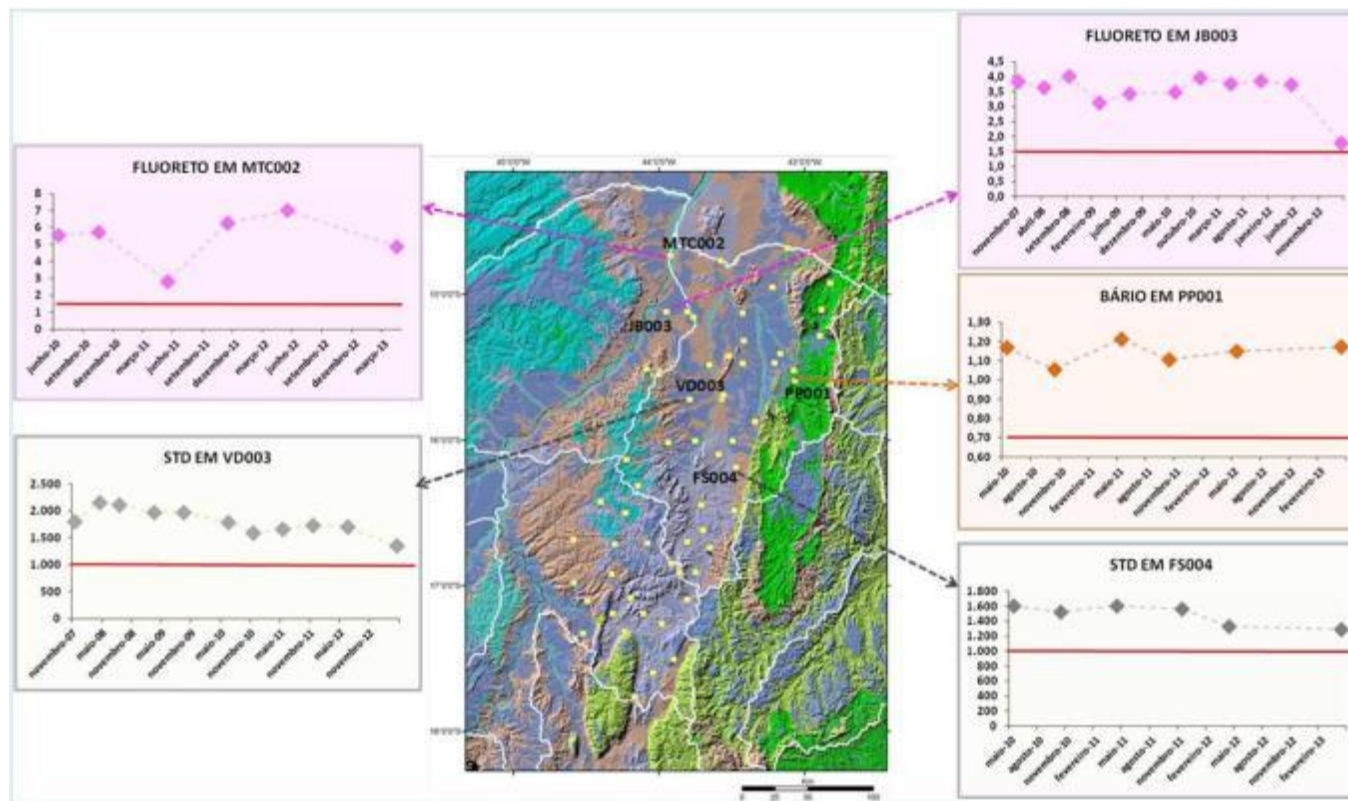 FLUORETO EM MTC002
8
7
6
5
4
3
2
1
0
junho-10
setembro-10
dezembro-10
março-11
junho-11
setembro-11
dezembro-11
março-12
junho-12
setembro-12
dezembro-12
março-13
STD EM VD003
2.500
2.000
1.500
1.000
500
0
novembro-07
maio-08
novembro-08
maio-09
novembro-09
maio-10
novembro-10
maio-11
novembro-11
maio-12
novembro-12
MTC002
JB003
VD003
PP001
FS004
FLUORETO EM JB003
4,5
4,0
3,5
3,0
2,5
2,0
1,5
1,0
0,5
0,0
novembro-07
abril-08
setembro-08
fevereiro-09
julho-09
dezembro-09
maio-10
outubro-10
março-11
agosto-11
janeiro-12
junho-12
novembro-12
BÁRIO EM PP001
1,30
1,20
1,10
1,00
0,90
0,80
0,70
0,60
maio-10
agosto-10
novembro-10
fevereiro-11
maio-11
agosto-11
novembro-11
fevereiro-12
maio-12
agosto-12
novembro-12
fevereiro-13
STD EM FS004
1.800
1.600
1.400
1.200
1.000
800
600
400
200
0
maio-10
agosto-10
novembro-10
fevereiro-11
maio-11
agosto-11
novembro-11
fevereiro-12
maio-12
agosto-12
novembro-12
fevereiro-13